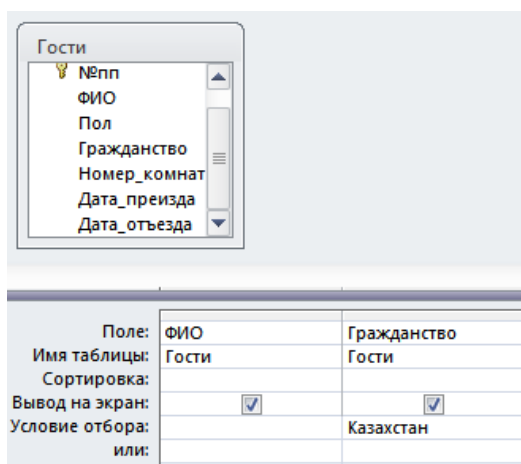 Гости
№пп
ФИО
Пол
Гражданство
Номер_комнат
Дата_преизда
Дата_отъезда
Поле: ФИО Гражданство
Имя таблицы: Гости Гости
Сортировка:
Вывод на экран:
Условие отбора: Казахстан
или: